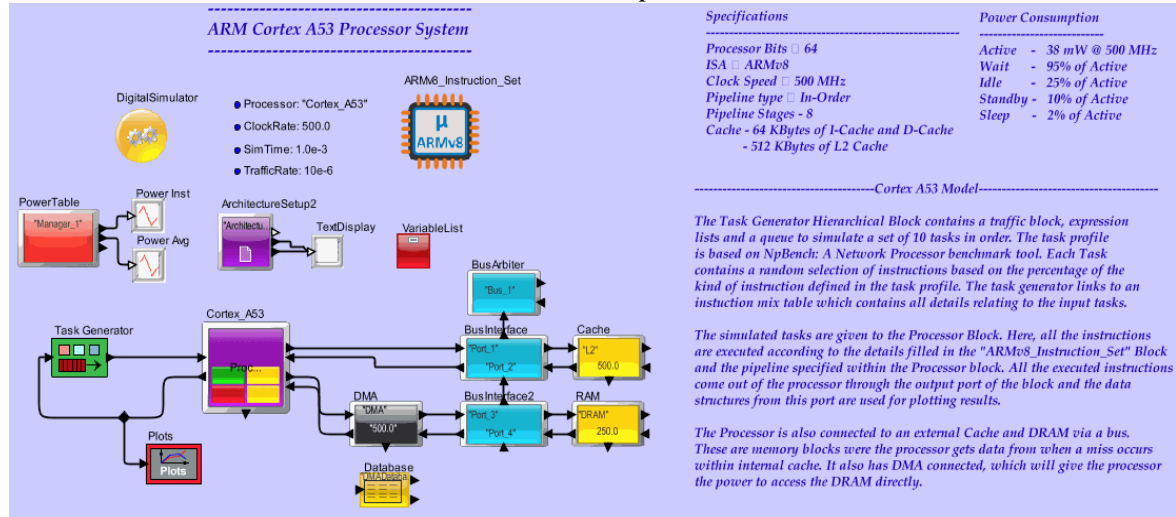 ARM Cortex A53 Processor System
DigitalSimulator
Processor: "Cortex_A53"
ClockRate: 500.0
SimTime: 1.0e-3
TrafficRate: 10e-6
ARMv8_Instruction_Set
µ
ARMv8
PowerTable
"Manager_1"
Power Inst
Power Avg
ArchitectureSetup2
"Architectu...
TextDisplay
VariableList
BusArbiter
"Bus_1"
Task Generator
Cortex_A53
Proc...
BusInterface
"Port_1"
"Port_2"
Cache
"L2"
500.0
DMA
"DMA"
"500.0"
BusInterface2
"Port_3"
"Port_4"
RAM
"DRAM"
250.0
Plots
Plots
Database
Specifications
Processor Bits 64
ISA ARMv8
Clock Speed 500 MHz
Pipeline type In-Order
Pipeline Stages - 8
Cache - 64 KBytes of I-Cache and D-Cache
- 512 KBytes of L2 Cache
Power Consumption
Active - 38 mW @ 500 MHz
Wait - 95% of Active
Idle - 25% of Active
Standby - 10% of Active
Sleep - 2% of Active
Cortex A53 Model
The Task Generator Hierarchical Block contains a traffic block, expression
lists and a queue to simulate a set of 10 tasks in order. The task profile
is based on NpBench: A Network Processor benchmark tool. Each Task
contains a random selection of instructions based on the percentage of the
kind of instruction defined in the task profile. The task generator links to an
instuction mix table which contains all details relating to the input tasks.
The simulated tasks are given to the Processor Block. Here, all the instructions
are executed according to the details filled in the "ARMv8_Instruction_Set" Block
and the pipeline specified within the Processor block. All the executed instructions
come out of the processor through the output port of the block and the data
structures from this port are used for plotting results.
The Processor is also connected to an external Cache and DRAM via a bus.
These are memory blocks were the processor gets data from when a miss occurs
within internal cache. It also has DMA connected, which will give the processor
the power to access the DRAM directly.